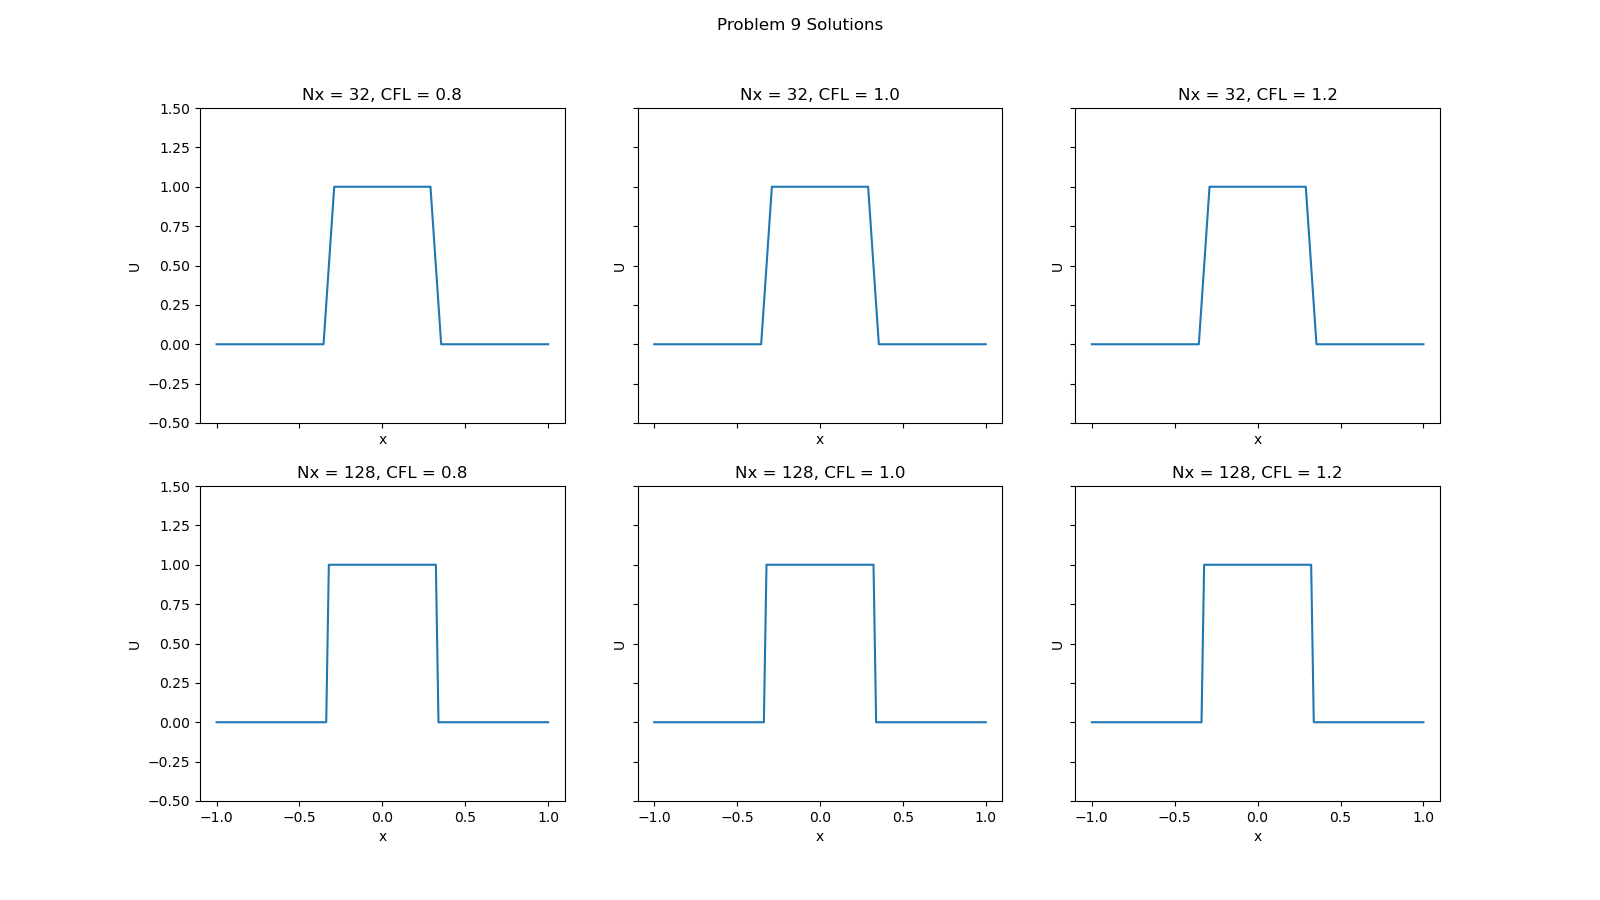 Problem 9 Solutions
Nx = 32, CFL = 0.8
Nx = 32, CFL = 1.0
Nx = 32, CFL = 1.2
1.50
1.25
1.00
0.75
0.50
0.25
0.00
−0.25
−0.50
U
U
U
x
x
x
Nx = 128, CFL = 0.8
Nx = 128, CFL = 1.0
Nx = 128, CFL = 1.2
1.50
1.25
1.00
0.75
0.50
0.25
0.00
−0.25
−0.50
U
U
U
−1.0 −0.5 0.0 0.5 1.0
−1.0 −0.5 0.0 0.5 1.0
−1.0 −0.5 0.0 0.5 1.0
x
x
x